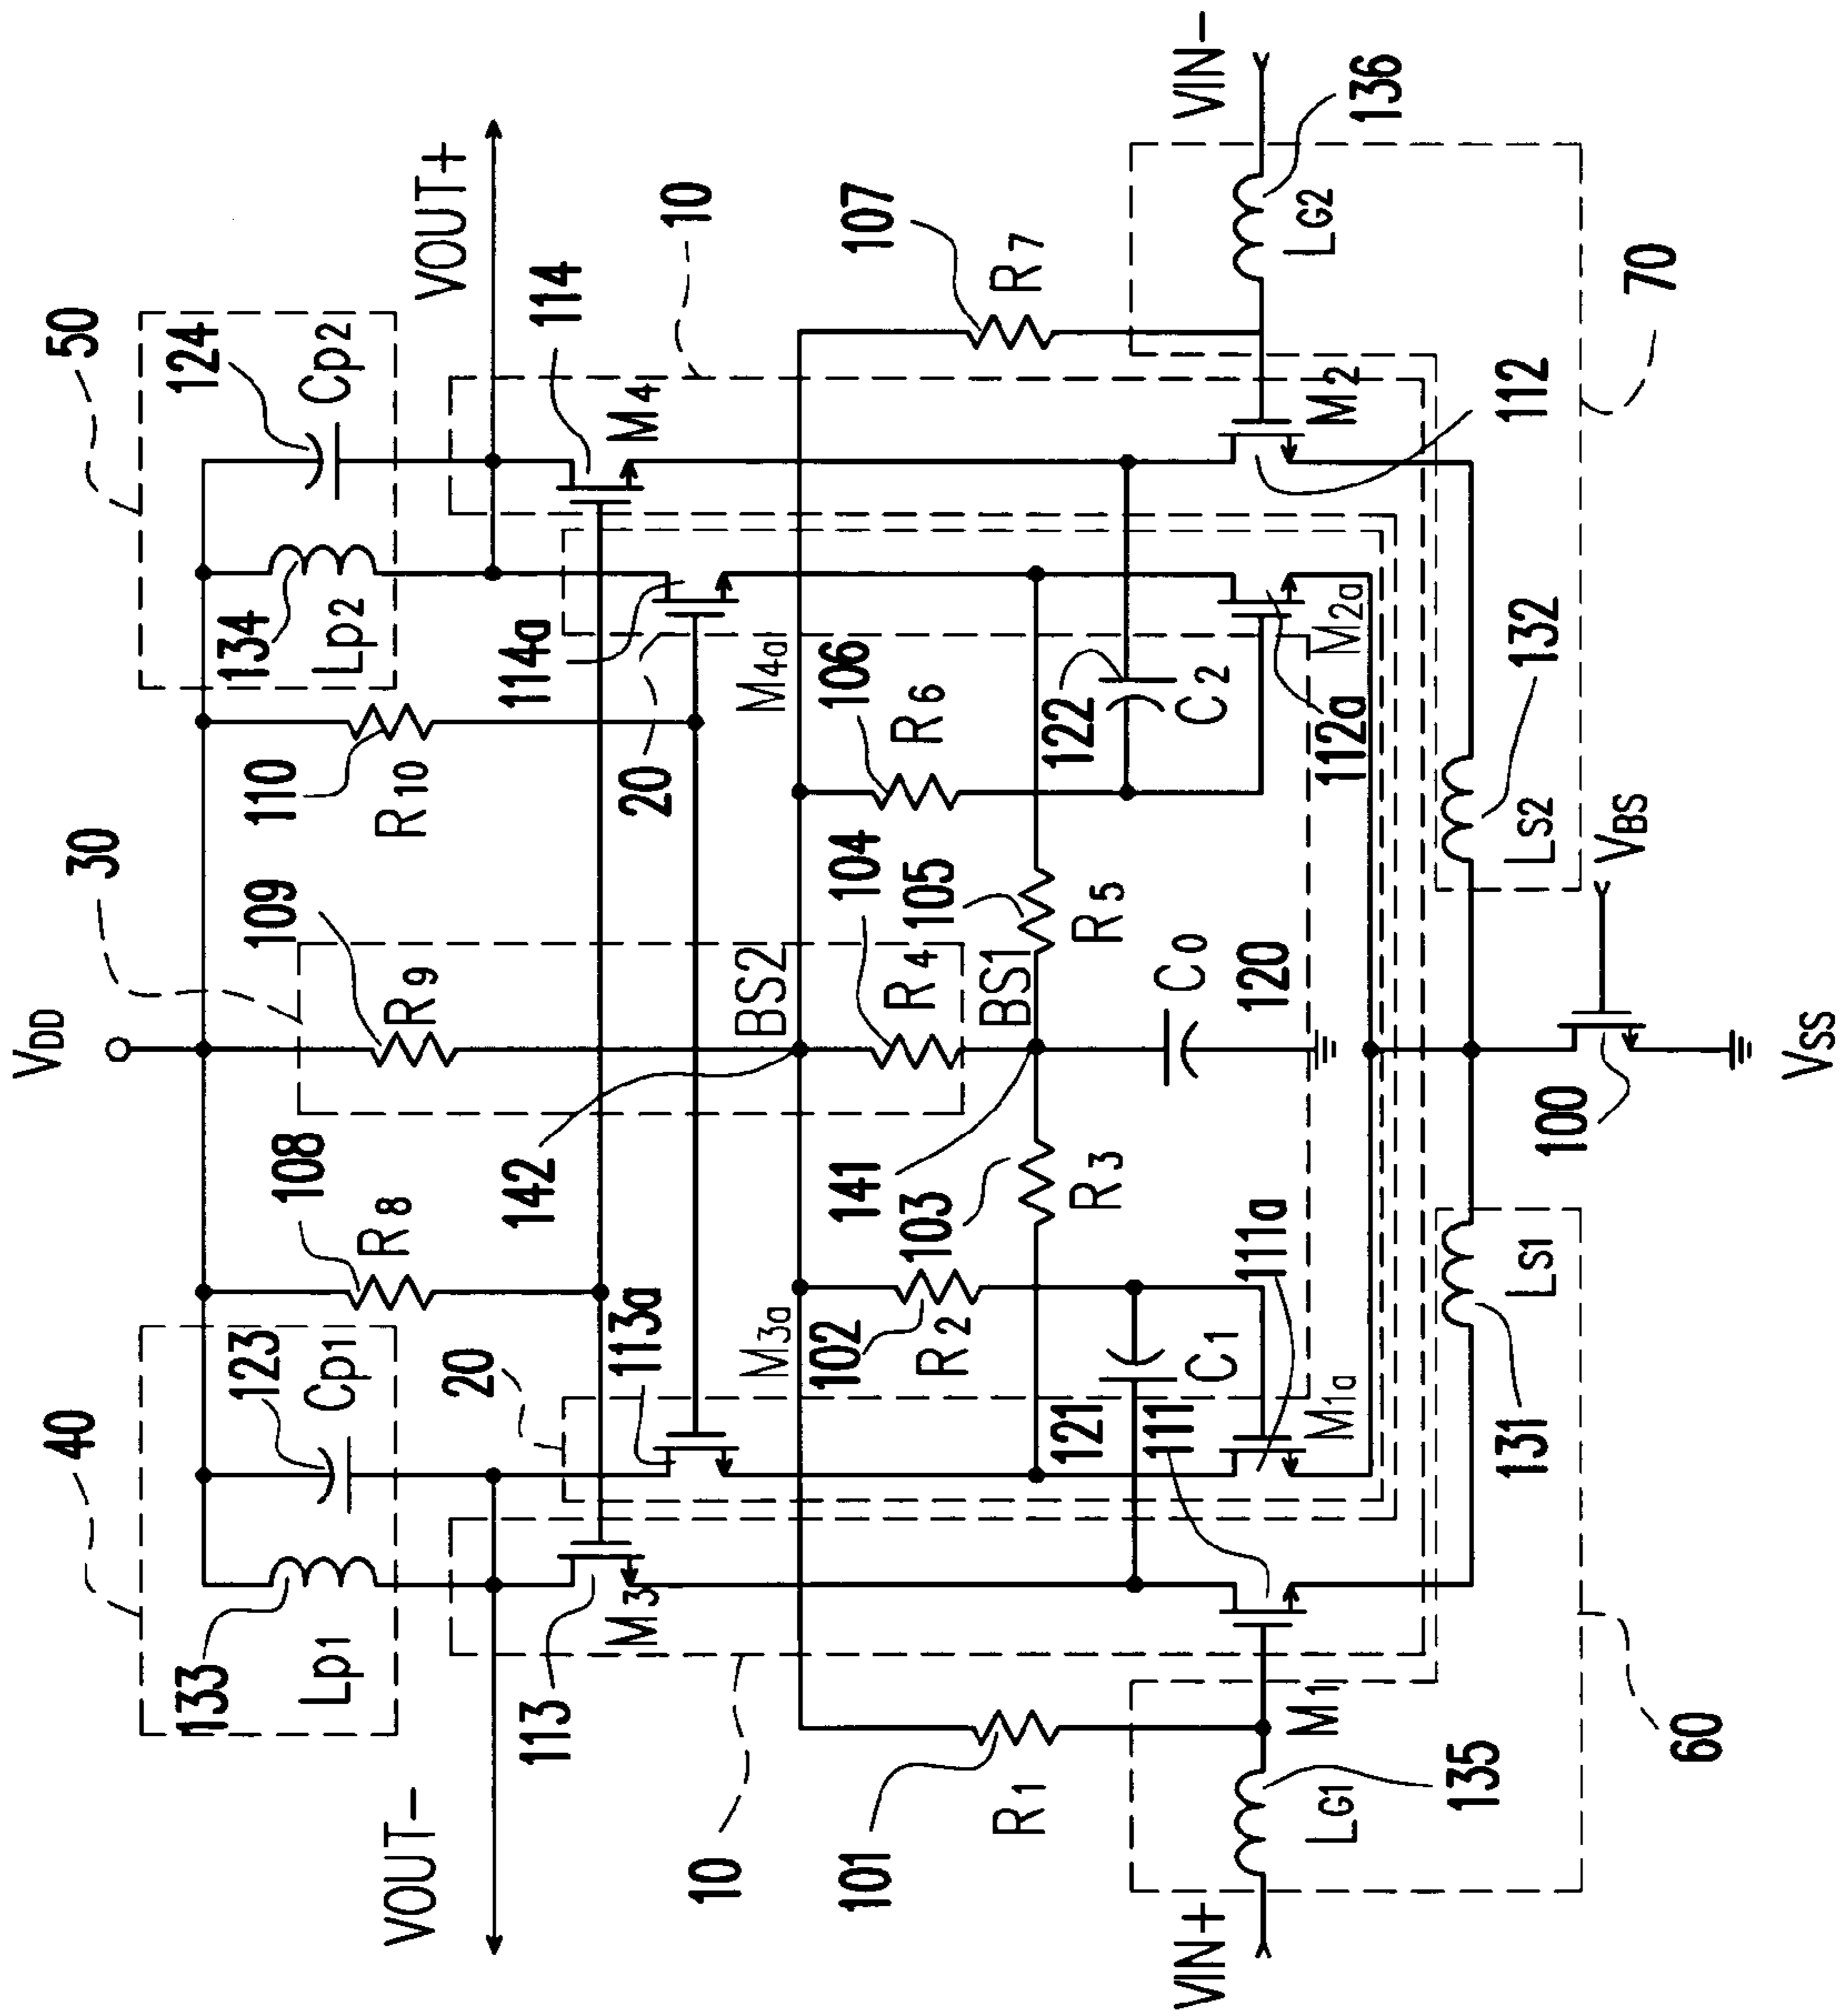 VDD
30
40
133
Lp1
123
Cp1
108
R8
109
R9
110
R10
50
134
Lp2
124
Cp2
VOUT-
VOUT+
113
M3
20
113a
M3a
142
BS2
20
114a
M4a
114
M4
10
10
101
R1
102
R2
103
R3
141
104
R4
105
BS1
R5
106
R6
107
R7
121
C1
111
111a
M1a
C0
120
122
C2
112a
M2a
M2
112
VIN+
LG1
135
M1
VIN-
136
LG2
60
131
LS1
100
VBS
VSS
LS2
132
70